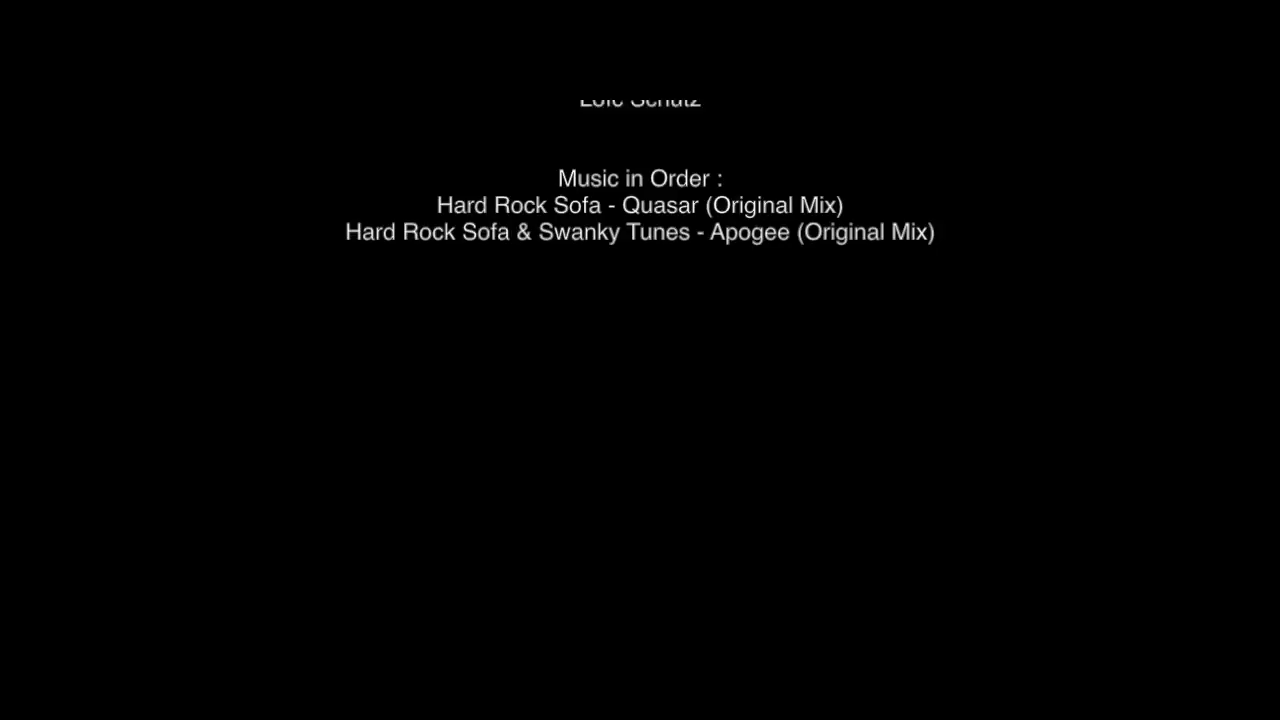 Music in Order :
Hard Rock Sofa - Quasar (Original Mix)
Hard Rock Sofa & Swanky Tunes - Apogee (Original Mix)